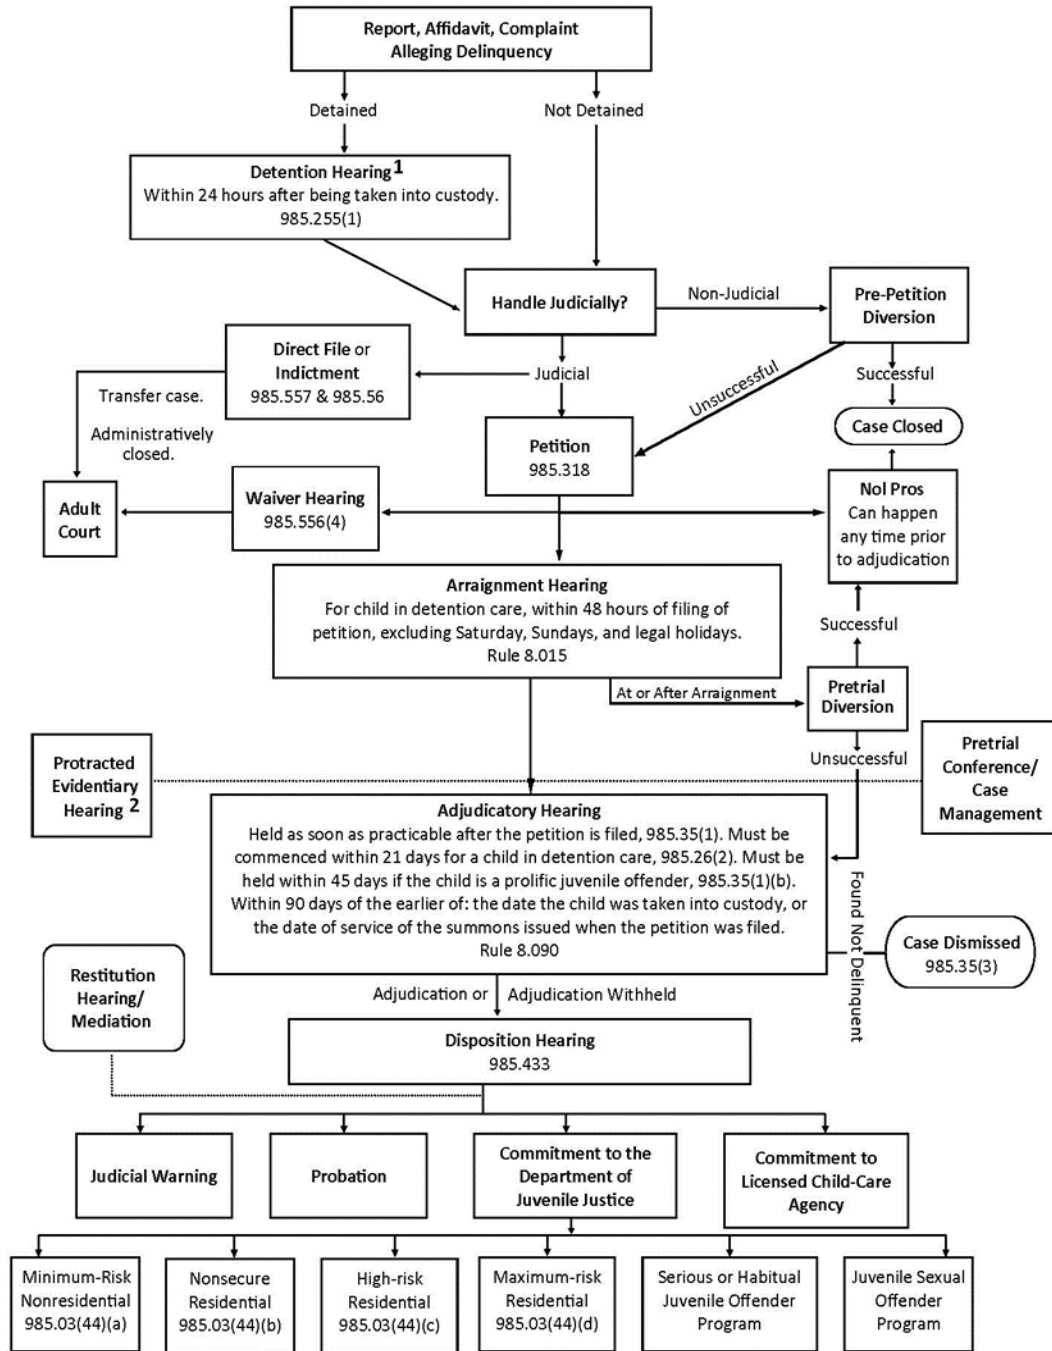 Report, Affidavit, Complaint
Alleging Delinquency
Detained
Not Detained
Detention Hearing1
Within 24 hours after being taken into custody.
985.255(1)
Handle Judicially?
Non-Judicial
Pre-Petition
Diversion
Direct File or
Indictment
985.557 & 985.56
Judicial
Unsuccessful
Successful
Transfer case.
Administratively
closed.
Case Closed
Petition
985.318
Adult
Court
Waiver Hearing
985.556(4)
Nol Pros
Can happen
any time prior
to adjudication
Arraignment Hearing
For child in detention care, within 48 hours of filing of
petition, excluding Saturday, Sundays, and legal holidays.
Rule 8.015
Successful
At or After Arraignment
Pretrial
Diversion
Unsuccessful
Protracted
Evidentiary
Hearing 2
Pretrial
Conference/
Case
Management
Adjudicatory Hearing
Held as soon as practicable after the petition is filed, 985.35(1). Must be
commenced within 21 days for a child in detention care, 985.26(2). Must be
held within 45 days if the child is a prolific juvenile offender, 985.35(1)(b).
Within 90 days of the earlier of: the date the child was taken into custody, or
the date of service of the summons issued when the petition was filed.
Rule 8.090
Found Not Delinquent
Case Dismissed
985.35(3)
Restitution
Hearing/
Mediation
Adjudication or
Adjudication Withheld
Disposition Hearing
985.433
Judicial Warning
Probation
Commitment to the
Department of
Juvenile Justice
Commitment to
Licensed Child-Care
Agency
Minimum-Risk
Nonresidential
985.03(44)(a)
Nonsecure
Residential
985.03(44)(b)
High-risk
Residential
985.03(44)(c)
Maximum-risk
Residential
985.03(44)(d)
Serious or Habitual
Juvenile Offender
Program
Juvenile Sexual
Offender
Program